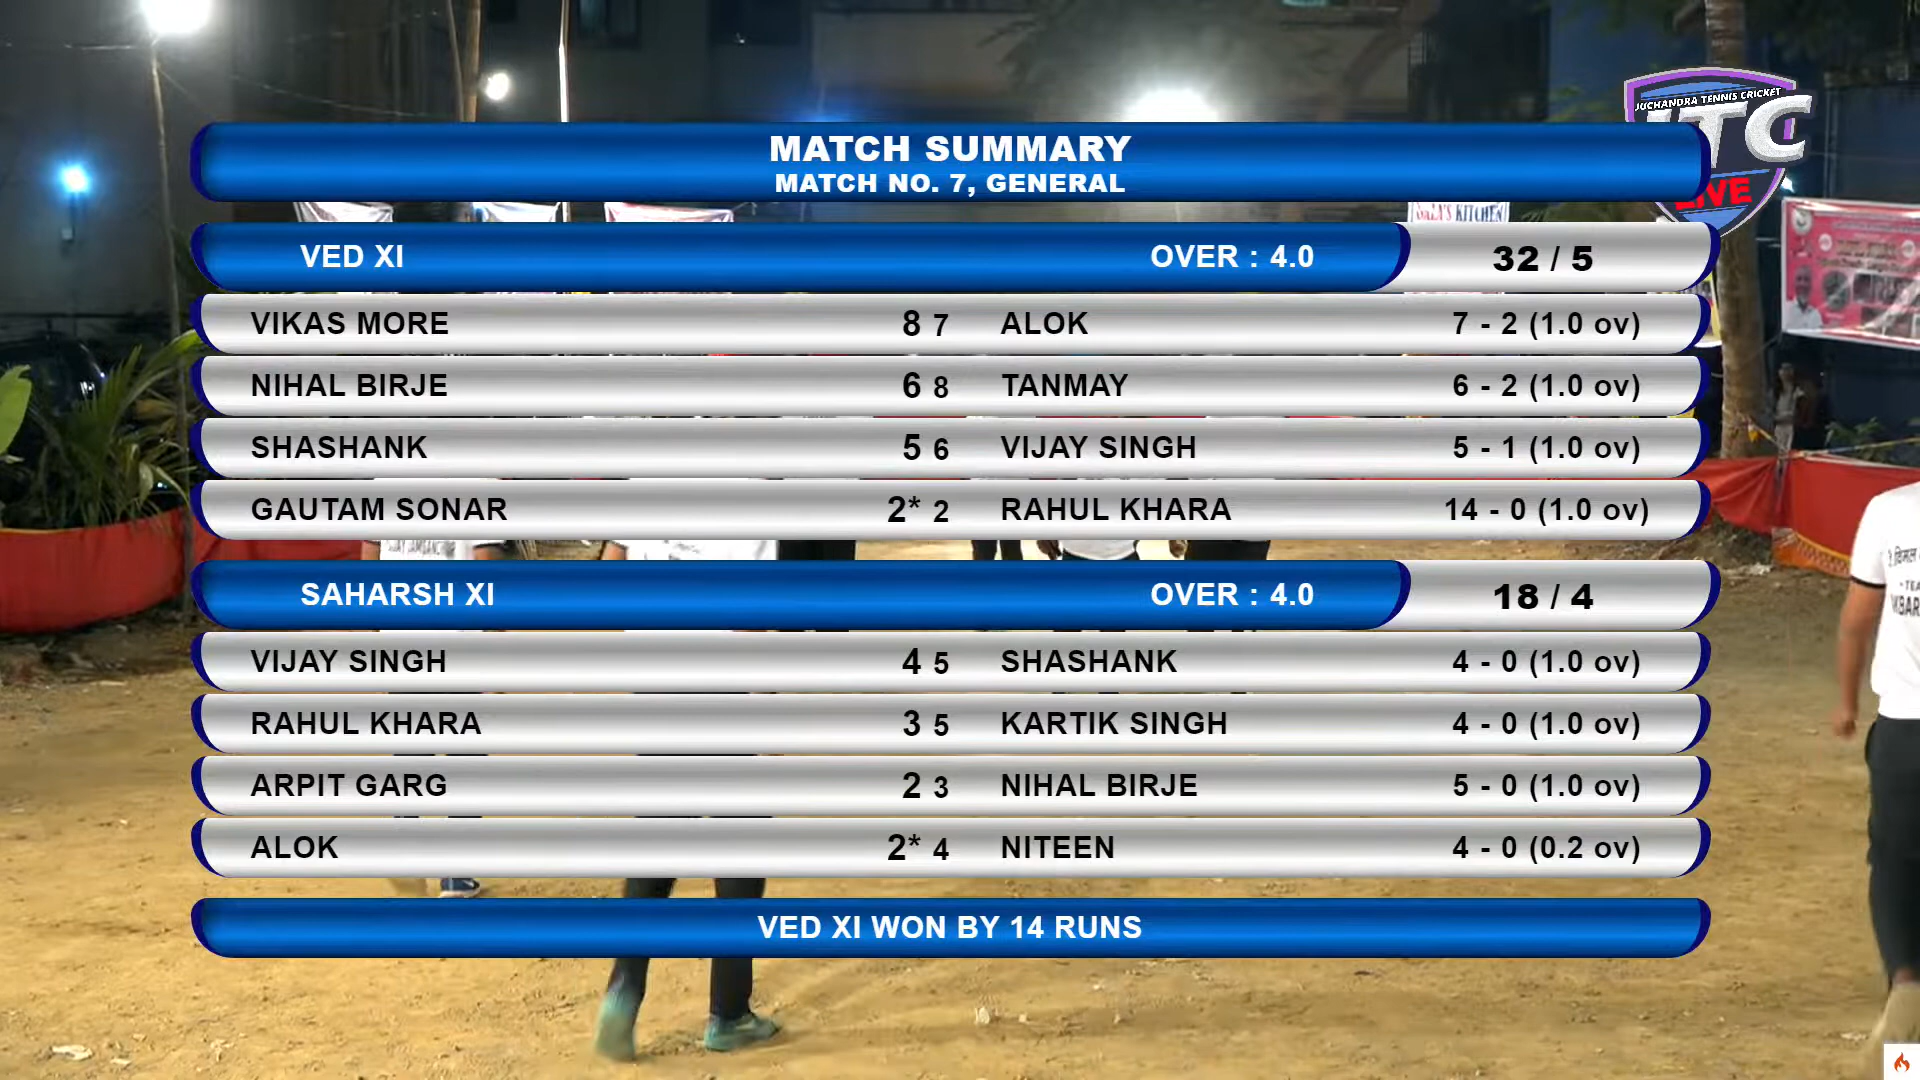 JUCHANDRA TENNIS CRICKET
JTC
LIVE
MATCH SUMMARY
MATCH NO. 7, GENERAL
KITCHEN
VED XI OVER : 4.0 32 / 5
VIKAS MORE 8 7 ALOK 7 - 2 (1.0 ov)
NIHAL BIRJE 6 8 TANMAY 6 - 2 (1.0 ov)
SHASHANK 5 6 VIJAY SINGH 5 - 1 (1.0 ov)
GAUTAM SONAR 2* 2 RAHUL KHARA 14 - 0 (1.0 ov)
SAHARSH XI OVER : 4.0 18 / 4
VIJAY SINGH 4 5 SHASHANK 4 - 0 (1.0 ov)
RAHUL KHARA 3 5 KARTIK SINGH 4 - 0 (1.0 ov)
ARPIT GARG 2 3 NIHAL BIRJE 5 - 0 (1.0 ov)
ALOK 2* 4 NITEEN 4 - 0 (0.2 ov)
VED XI WON BY 14 RUNS